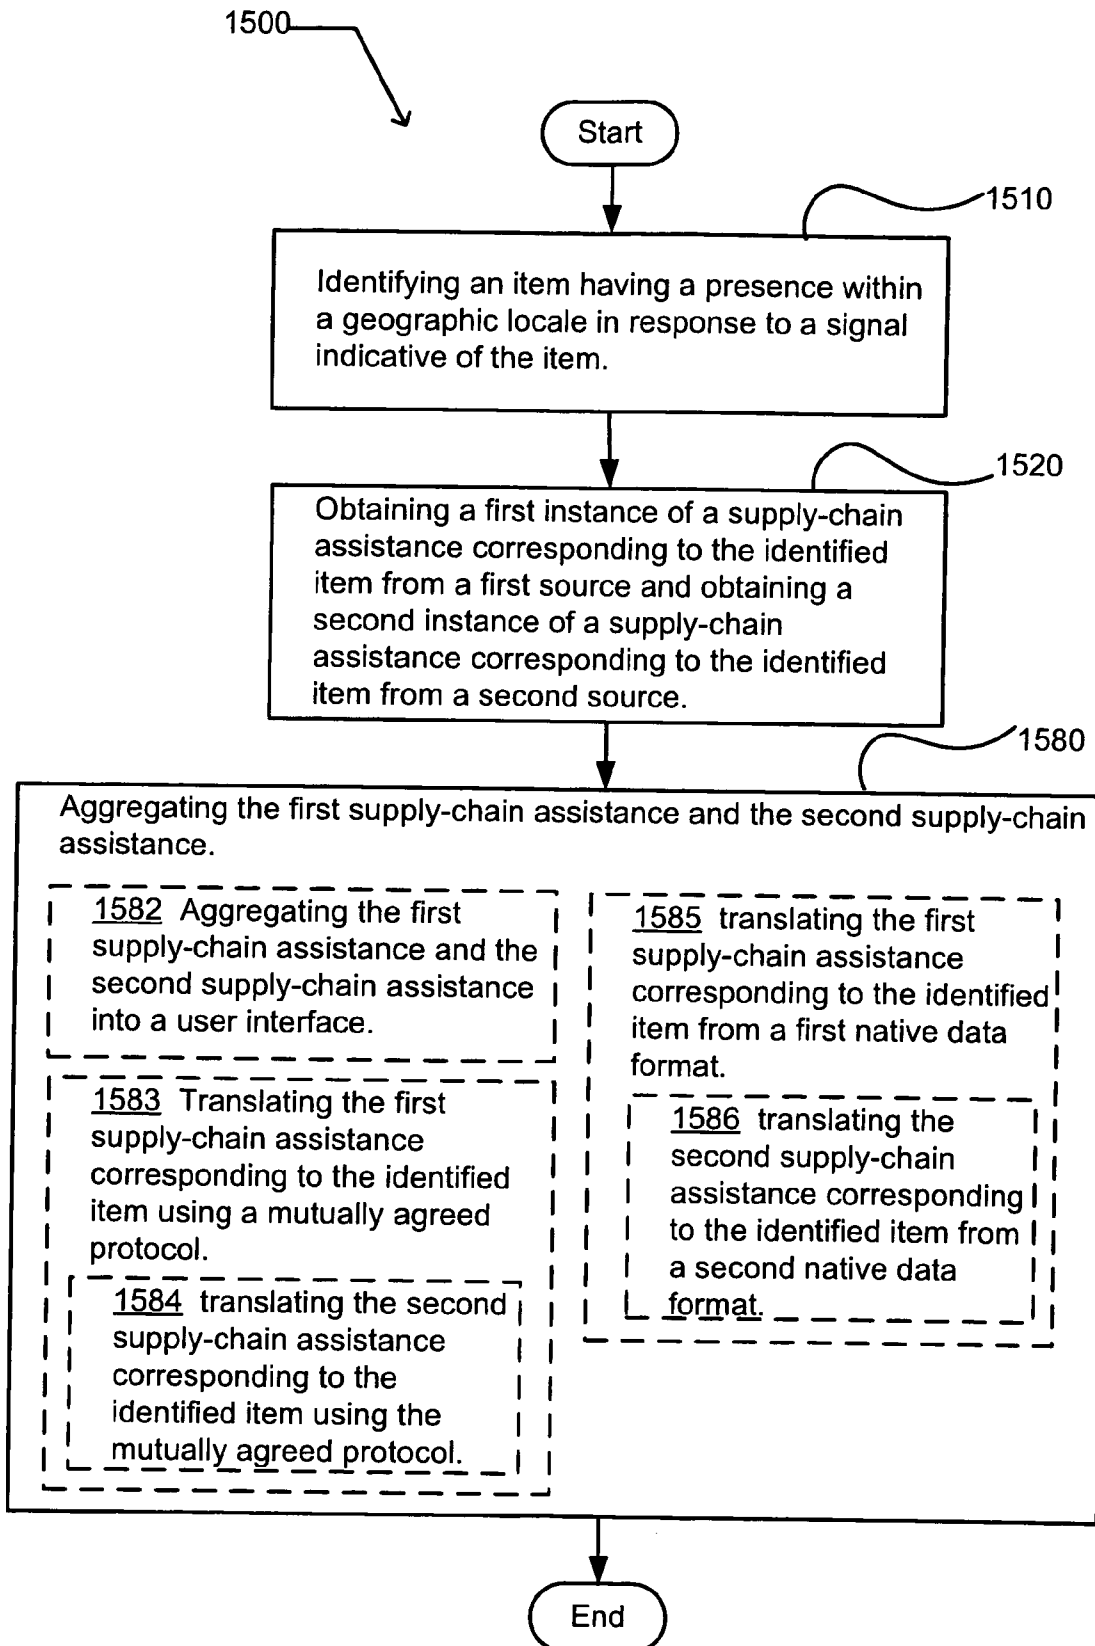 1500
Start
1510
Identifying an item having a presence within
a geographic locale in response to a signal
indicative of the item.
1520
Obtaining a first instance of a supply-chain
assistance corresponding to the identified
item from a first source and obtaining a
second instance of a supply-chain
assistance corresponding to the identified
item from a second source.
1580
Aggregating the first supply-chain assistance and the second supply-chain
assistance.
1582 Aggregating the first
supply-chain assistance and the
second supply-chain assistance
into a user interface.
1583 Translating the first
supply-chain assistance
corresponding to the identified
item using a mutually agreed
protocol.
1584 translating the second
supply-chain assistance
corresponding to the
identified item using the
mutually agreed protocol.
1585 translating the first
supply-chain assistance
corresponding to the identified
item from a first native data
format.
1586 translating the
second supply-chain
assistance corresponding
to the identified item from
a second native data
format.
End